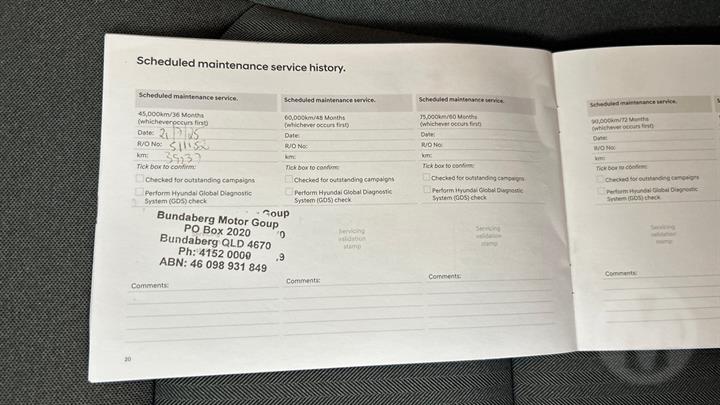 Scheduled maintenance service history.
Scheduled maintenance service.
45,000km/36 Months
(whichever occurs first)
Date: 21/7/25
R/O No: 511152
km:
Tick box to confirm:
Checked for outstanding campaigns
Perform Hyundai Global Diagnostic
System (GDS) check
Bundaberg Motor Goup
PO Box 2020
Bundaberg QLD 4670
Ph: 4152 0000
ABN: 46 098 931 849
Comments:
Scheduled maintenance service.
60,000km/48 Months
(whichever occurs first)
Date:
R/O No:
km:
Tick box to confirm:
Checked for outstanding campaigns
Perform Hyundai Global Diagnostic
System (GDS) check
Servicing
validation
stamp
Comments:
Scheduled maintenance service.
75,000km/60 Months
(whichever occurs first)
Date:
R/O No:
km:
Tick box to confirm:
Checked for outstanding campaigns
Perform Hyundai Global Diagnostic
System (GDS) check
Servicing
validation
stamp
Comments:
20
Scheduled maintenance service.
90,000km/72 Months
(whichever occurs first)
Date:
R/O No:
km:
Tick box to confirm:
Checked for outstanding campaigns
Perform Hyundai Global Diagnostic
System (GDS) check
Servicing
validation
stamp
Comments: